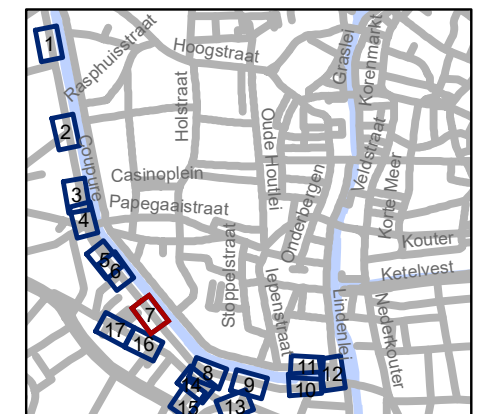 1
Rasphuisstraat
Hoogstraat
Graslei
Korenmarkt
Holstraat
Oude Houtlei
2
Coupure
Veldstraat
Casinoplein
3
Papegaaistraat
Onderbergen
Korte Meer
4
Kouter
5
6
Ketelvest
Stoppelstraat
Iepenstraat
Lindenlei
Nederkouter
7
17
16
8
11
12
14
9
10
15
13